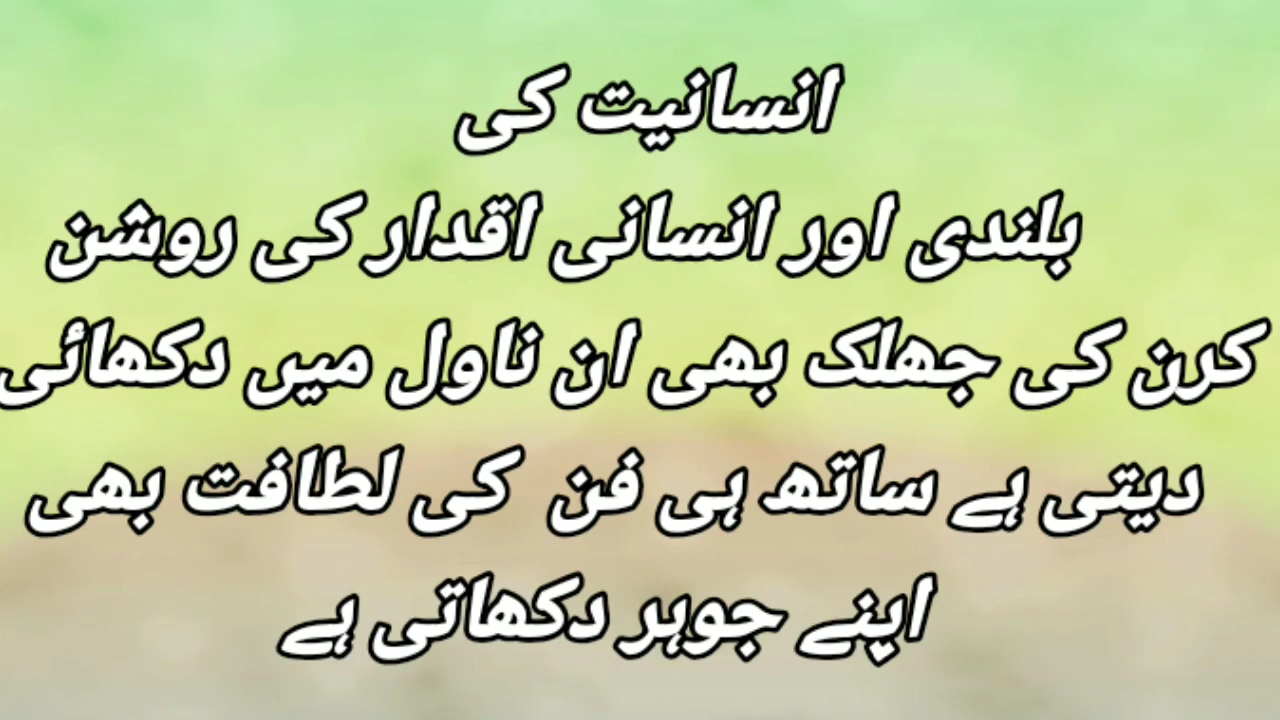 انسانیت کی
بلندی اور انسانی اقدار کی روشن
کرن کی جھلک بھی ان ناول میں دکھائی
دیتی ہے ساتھ ہی فن کی لطافت بھی
اپنے جوہر دکھاتی ہے